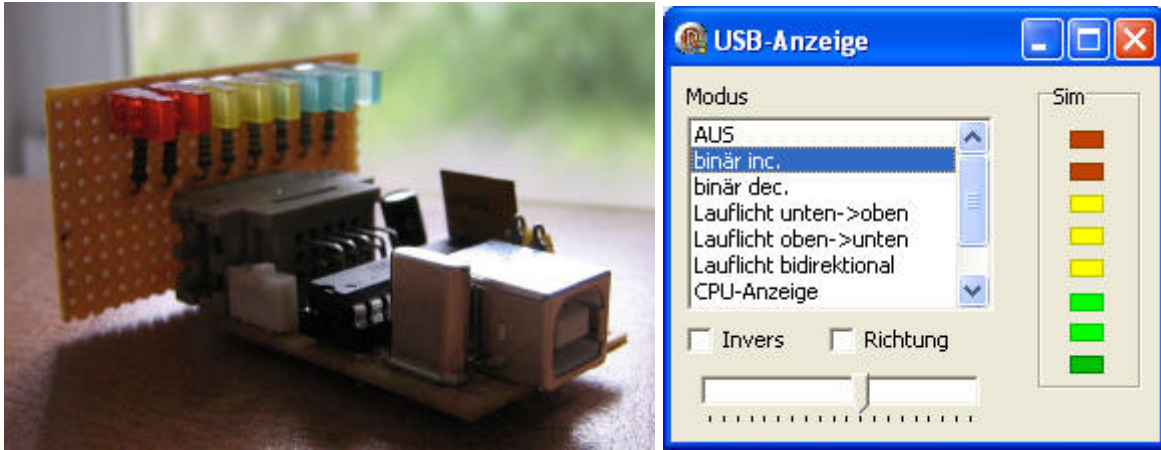 USB-Anzeige
Modus
Sim
AUS
binär inc.
binär dec.
Lauflicht unten->oben
Lauflicht oben->unten
Lauflicht bidirektional
CPU-Anzeige
Invers
Richtung